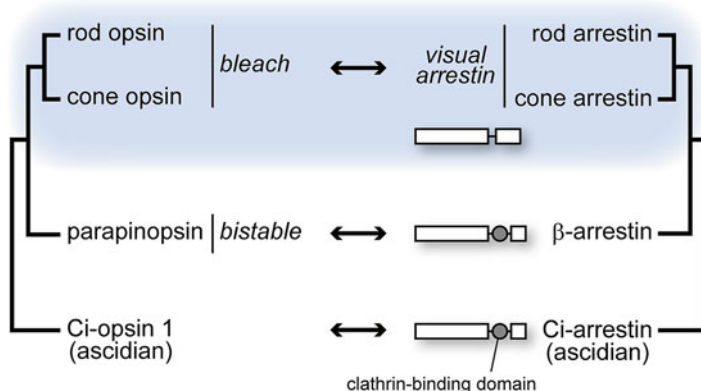 rod opsin
bleach
visual
arrestin
rod arrestin
cone opsin
cone arrestin
parapinopsin
bistable
β-arrestin
Ci-opsin 1
(ascidian)
Ci-arrestin
(ascidian)
clathrin-binding domain